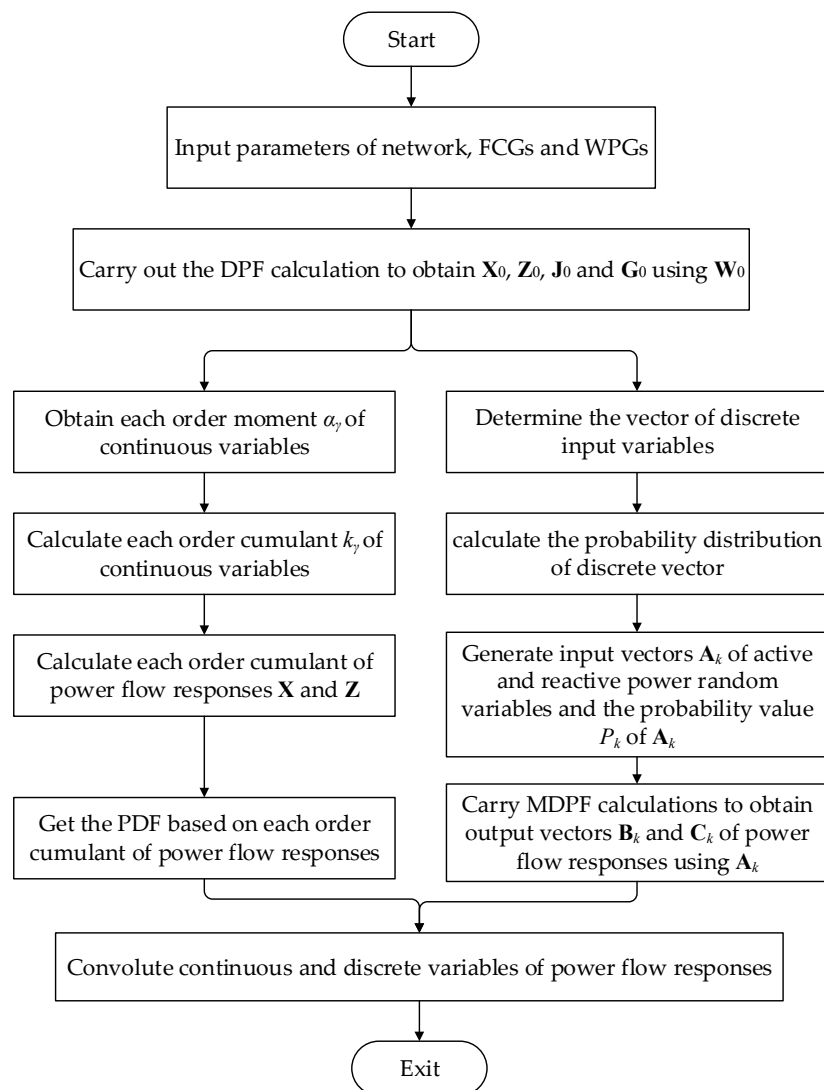 Start
Input parameters of network, FCGs and WPGs
Carry out the DPF calculation to obtain X₀, Z₀, J₀ and G₀ using W₀
Obtain each order moment αᵧ of
continuous variables
Calculate each order cumulant kᵧ of
continuous variables
Calculate each order cumulant of
power flow responses X and Z
Get the PDF based on each order
cumulant of power flow responses
Determine the vector of discrete
input variables
calculate the probability distribution
of discrete vector
Generate input vectors Aₖ of active
and reactive power random
variables and the probability value
Pₖ of Aₖ
Carry MDPF calculations to obtain
output vectors Bₖ and Cₖ of power
flow responses using Aₖ
Convolute continuous and discrete variables of power flow responses
Exit